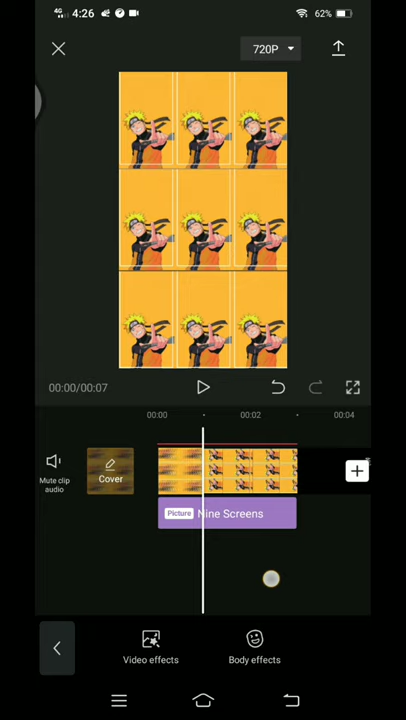 4G 4:26 62%
720P
00:00/00:07
00:00 00:02 00:04
Mute clip
audio
Cover
Picture Nine Screens
Video effects Body effects